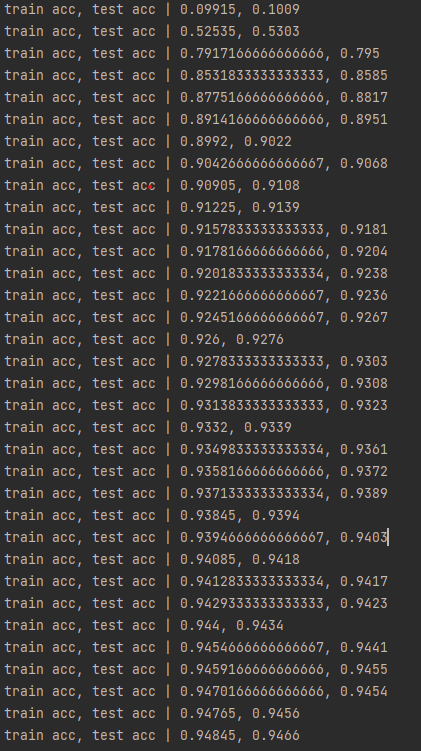 train acc, test acc | 0.09915, 0.1009
train acc, test acc | 0.52535, 0.5303
train acc, test acc | 0.7917166666666666, 0.795
train acc, test acc | 0.8531833333333333, 0.8585
train acc, test acc | 0.8775166666666666, 0.8817
train acc, test acc | 0.8914166666666666, 0.8951
train acc, test acc | 0.8992, 0.9022
train acc, test acc | 0.9042666666666667, 0.9068
train acc, test acc | 0.90905, 0.9108
train acc, test acc | 0.91225, 0.9139
train acc, test acc | 0.9157833333333333, 0.9181
train acc, test acc | 0.9178166666666666, 0.9204
train acc, test acc | 0.9201833333333334, 0.9238
train acc, test acc | 0.9221666666666667, 0.9236
train acc, test acc | 0.9245166666666667, 0.9267
train acc, test acc | 0.926, 0.9276
train acc, test acc | 0.9278333333333333, 0.9303
train acc, test acc | 0.9298166666666666, 0.9308
train acc, test acc | 0.9313833333333333, 0.9323
train acc, test acc | 0.9332, 0.9339
train acc, test acc | 0.9349833333333334, 0.9361
train acc, test acc | 0.9358166666666666, 0.9372
train acc, test acc | 0.9371333333333334, 0.9389
train acc, test acc | 0.93845, 0.9394
train acc, test acc | 0.9394666666666667, 0.9403
train acc, test acc | 0.94085, 0.9418
train acc, test acc | 0.9412833333333334, 0.9417
train acc, test acc | 0.9429333333333333, 0.9423
train acc, test acc | 0.944, 0.9434
train acc, test acc | 0.9454666666666667, 0.9441
train acc, test acc | 0.9459166666666666, 0.9455
train acc, test acc | 0.9470166666666666, 0.9454
train acc, test acc | 0.94765, 0.9456
train acc, test acc | 0.94845, 0.9466